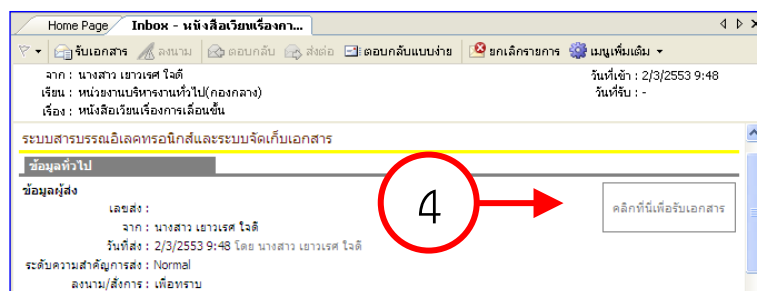 Home Page Inbox - หนังสือเวียนเรื่องกา...
รับเอกสาร ลงนาม ตอบกลับ ส่งต่อ ตอบกลับแบบง่าย ยกเลิกรายการ เมนูเพิ่มเติม
จาก : นางสาว เยาวเรศ ใจดี วันที่เข้า : 2/3/2553 9:48
เรียน : หน่วยงานบริหารงานทั่วไป(กองกลาง) วันที่รับ : -
เรื่อง : หนังสือเวียนเรื่องการเลื่อนขั้น
ระบบสารบรรณอิเลคทรอนิกส์และระบบจัดเก็บเอกสาร
ข้อมูลทั่วไป
ข้อมูลผู้ส่ง
4
คลิกที่นี่เพื่อรับเอกสาร
เลขส่ง :
จาก : นางสาว เยาวเรศ ใจดี
วันที่ส่ง : 2/3/2553 9:48 โดย นางสาว เยาวเรศ ใจดี
ระดับความสำคัญการส่ง : Normal
ลงนาม/สั่งการ : เพื่อทราบ